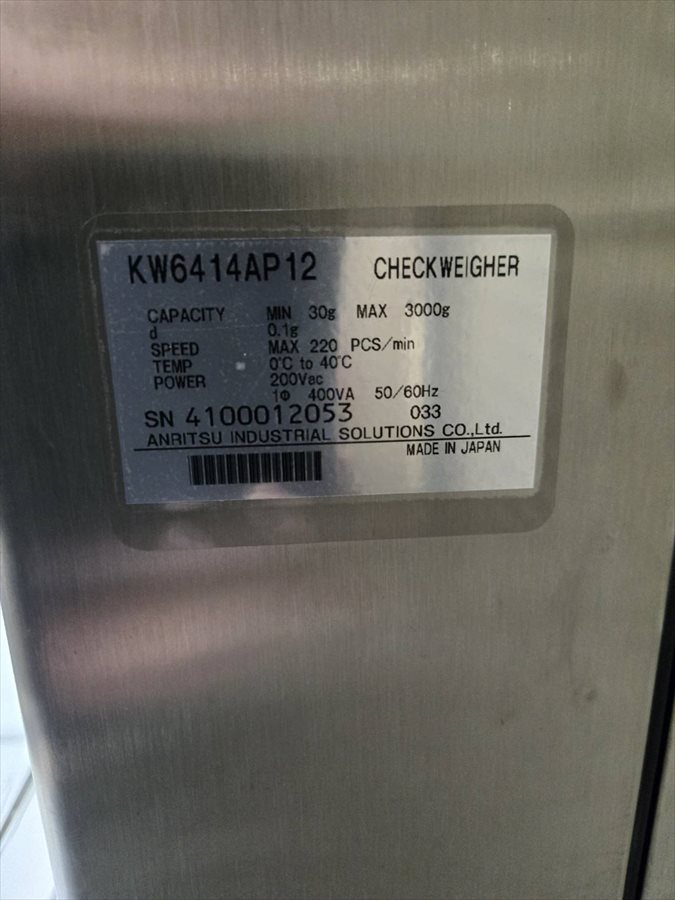 KW6414AP12 CHECKWEIGHER
CAPACITY MIN 30g MAX 3000g
d 0.1g
SPEED MAX 220 PCS/min
TEMP 0℃ to 40℃
POWER 200Vac
1Φ 400VA 50/60Hz
SN 4100012053 033
ANRITSU INDUSTRIAL SOLUTIONS CO.,Ltd.
MADE IN JAPAN